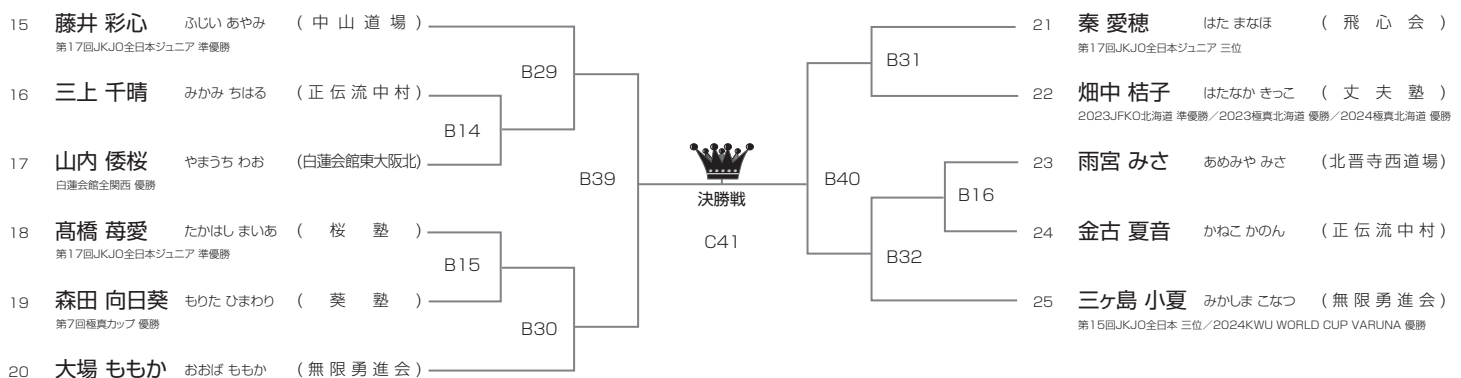 15 藤井 彩心 ふじい あやみ (中山道場)
第17回JKJO全日本ジュニア 準優勝
B29
16 三上 千晴 みかみ ちはる (正伝流中村)
B14
17 山内 倭桜 やまうち わお (白蓮会館東大阪北)
白蓮会館全関西 優勝
B39
18 髙橋 苺愛 たかはし まいあ (桜塾)
第17回JKJO全日本ジュニア 準優勝
B15
19 森田 向日葵 もりた ひまわり (葵塾)
第7回極真カップ 優勝
B30
20 大場 ももか おおば ももか (無限勇進会)
決勝戦
C41
21 秦 愛穂 はた まなほ (飛心会)
第17回JKJO全日本ジュニア 三位
B31
22 畑中 桔子 はたなか きっこ (丈夫塾)
2023JFKO北海道 準優勝／2023極真北海道 優勝／2024極真北海道 優勝
B40
23 雨宮 みさ あめみや みさ (北晋寺西道場)
B16
24 金古 夏音 かねこ かのん (正伝流中村)
B32
25 三ヶ島 小夏 みかしま こなつ (無限勇進会)
第15回JKJO全日本 三位／2024KWU WORLD CUP VARUNA 優勝